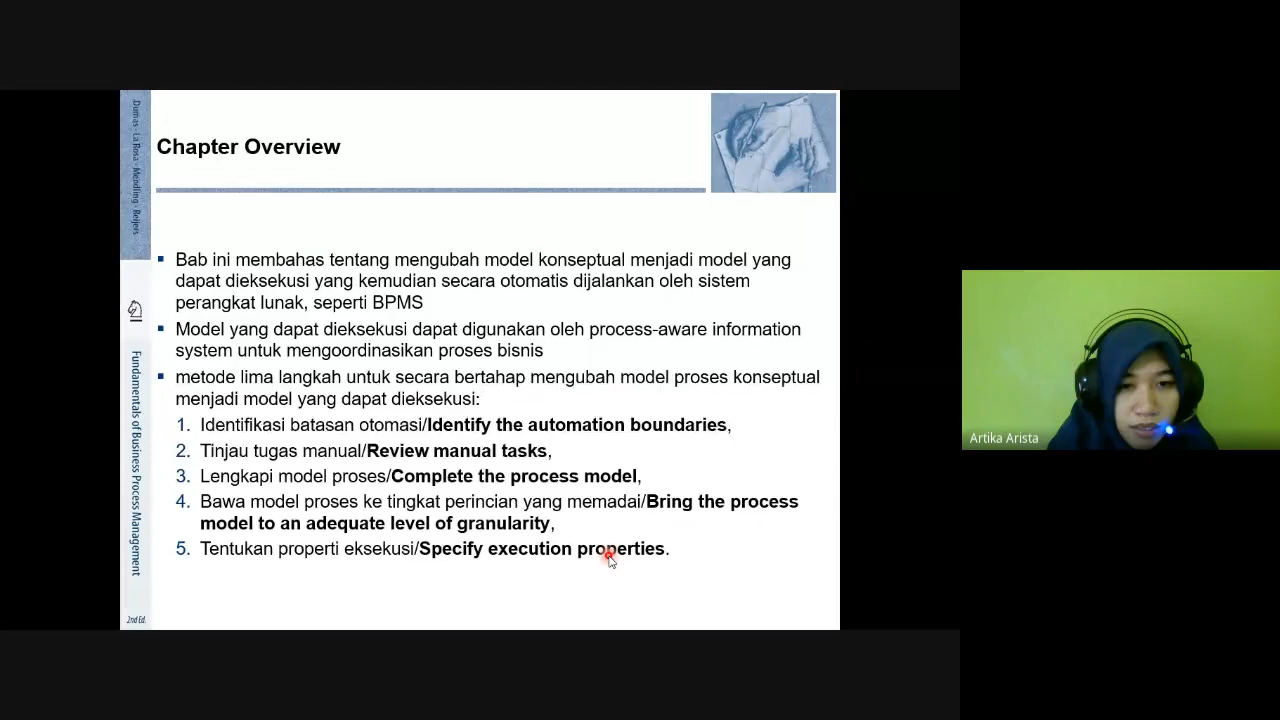 Dumas · La Rosa · Mendling · Reijers
Chapter Overview
Bab ini membahas tentang mengubah model konseptual menjadi model yang
dapat dieksekusi yang kemudian secara otomatis dijalankan oleh sistem
perangkat lunak, seperti BPMS
Model yang dapat dieksekusi dapat digunakan oleh process-aware information
system untuk mengoordinasikan proses bisnis
metode lima langkah untuk secara bertahap mengubah model proses konseptual
menjadi model yang dapat dieksekusi:
1. Identifikasi batasan otomasi/Identify the automation boundaries,
2. Tinjau tugas manual/Review manual tasks,
3. Lengkapi model proses/Complete the process model,
4. Bawa model proses ke tingkat perincian yang memadai/Bring the process
model to an adequate level of granularity,
5. Tentukan properti eksekusi/Specify execution properties.
Fundamentals of Business Process Management
2nd Ed.
Artika Arista